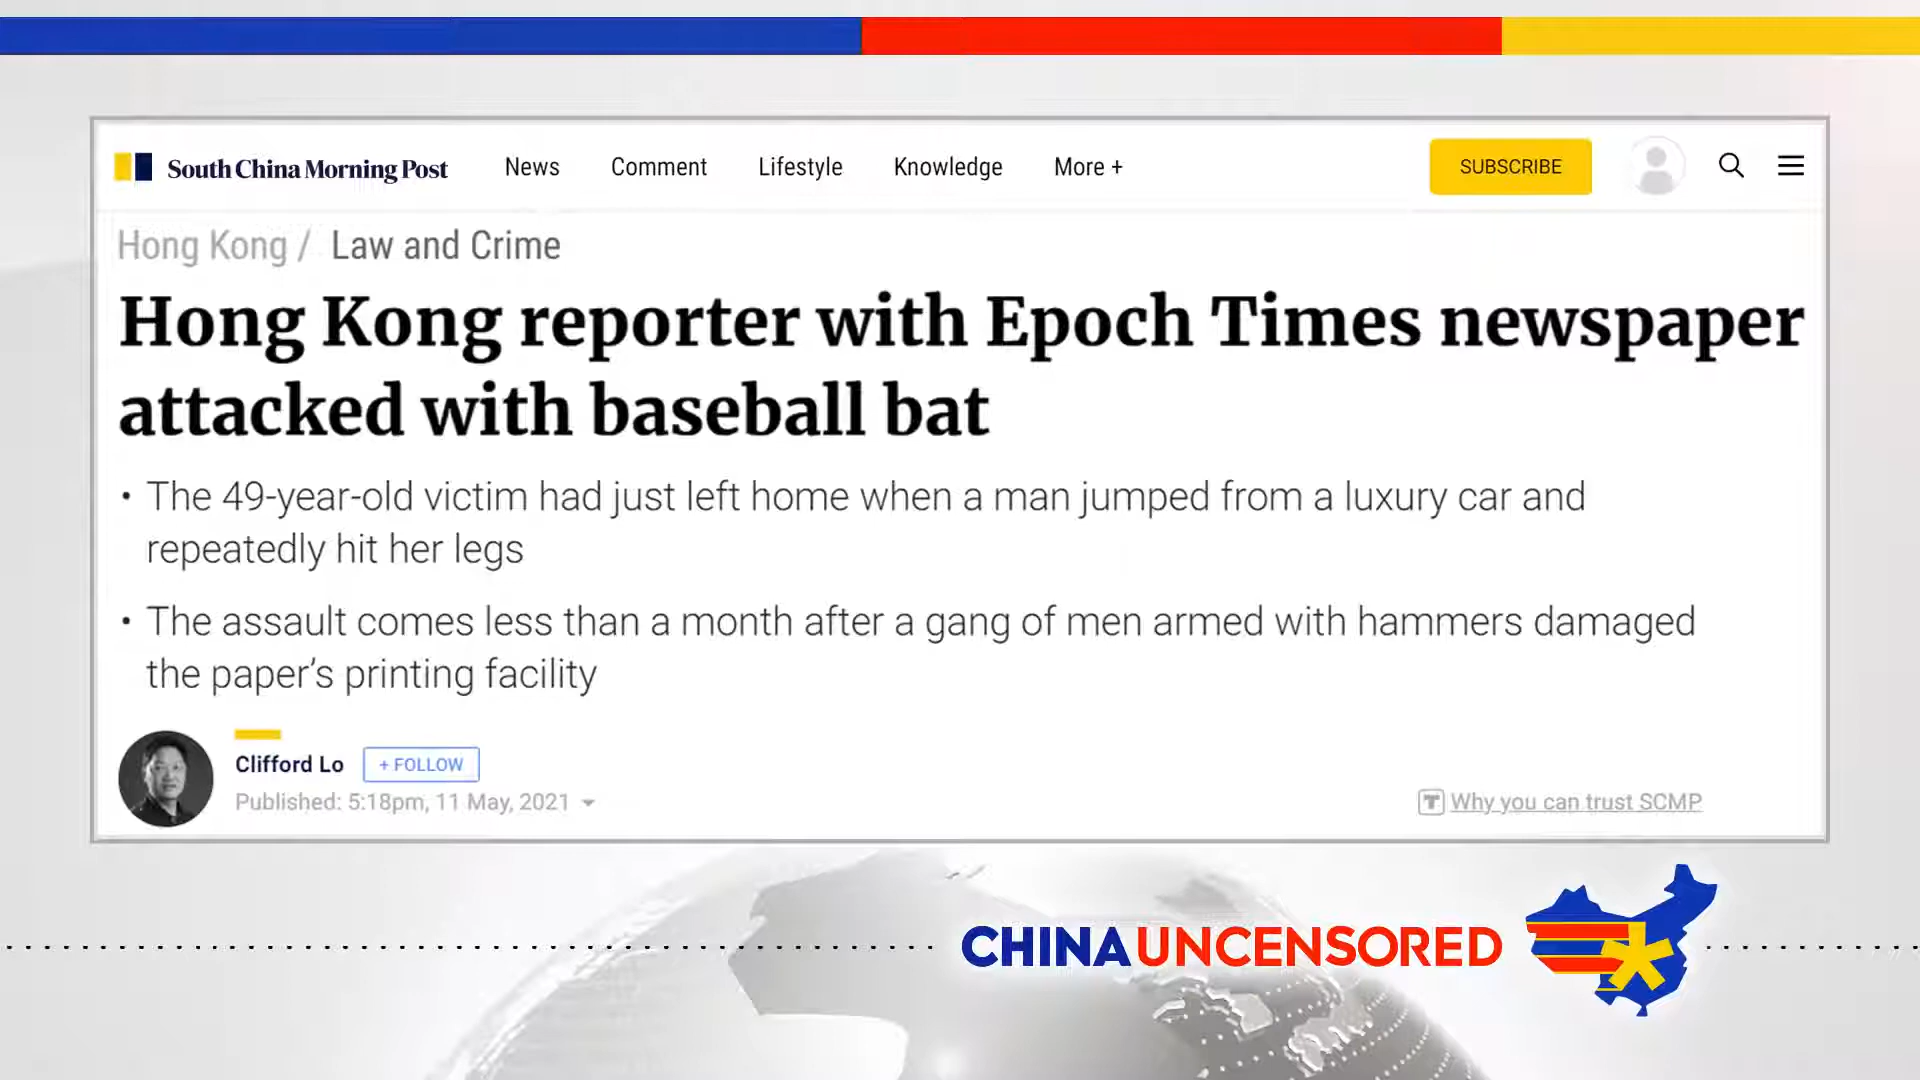 South China Morning Post News Comment Lifestyle Knowledge More + SUBSCRIBE
Hong Kong / Law and Crime
Hong Kong reporter with Epoch Times newspaper
attacked with baseball bat
• The 49-year-old victim had just left home when a man jumped from a luxury car and
repeatedly hit her legs
• The assault comes less than a month after a gang of men armed with hammers damaged
the paper’s printing facility
Clifford Lo + FOLLOW
Published: 5:18pm, 11 May, 2021
T Why you can trust SCMP
CHINA UNCENSORED